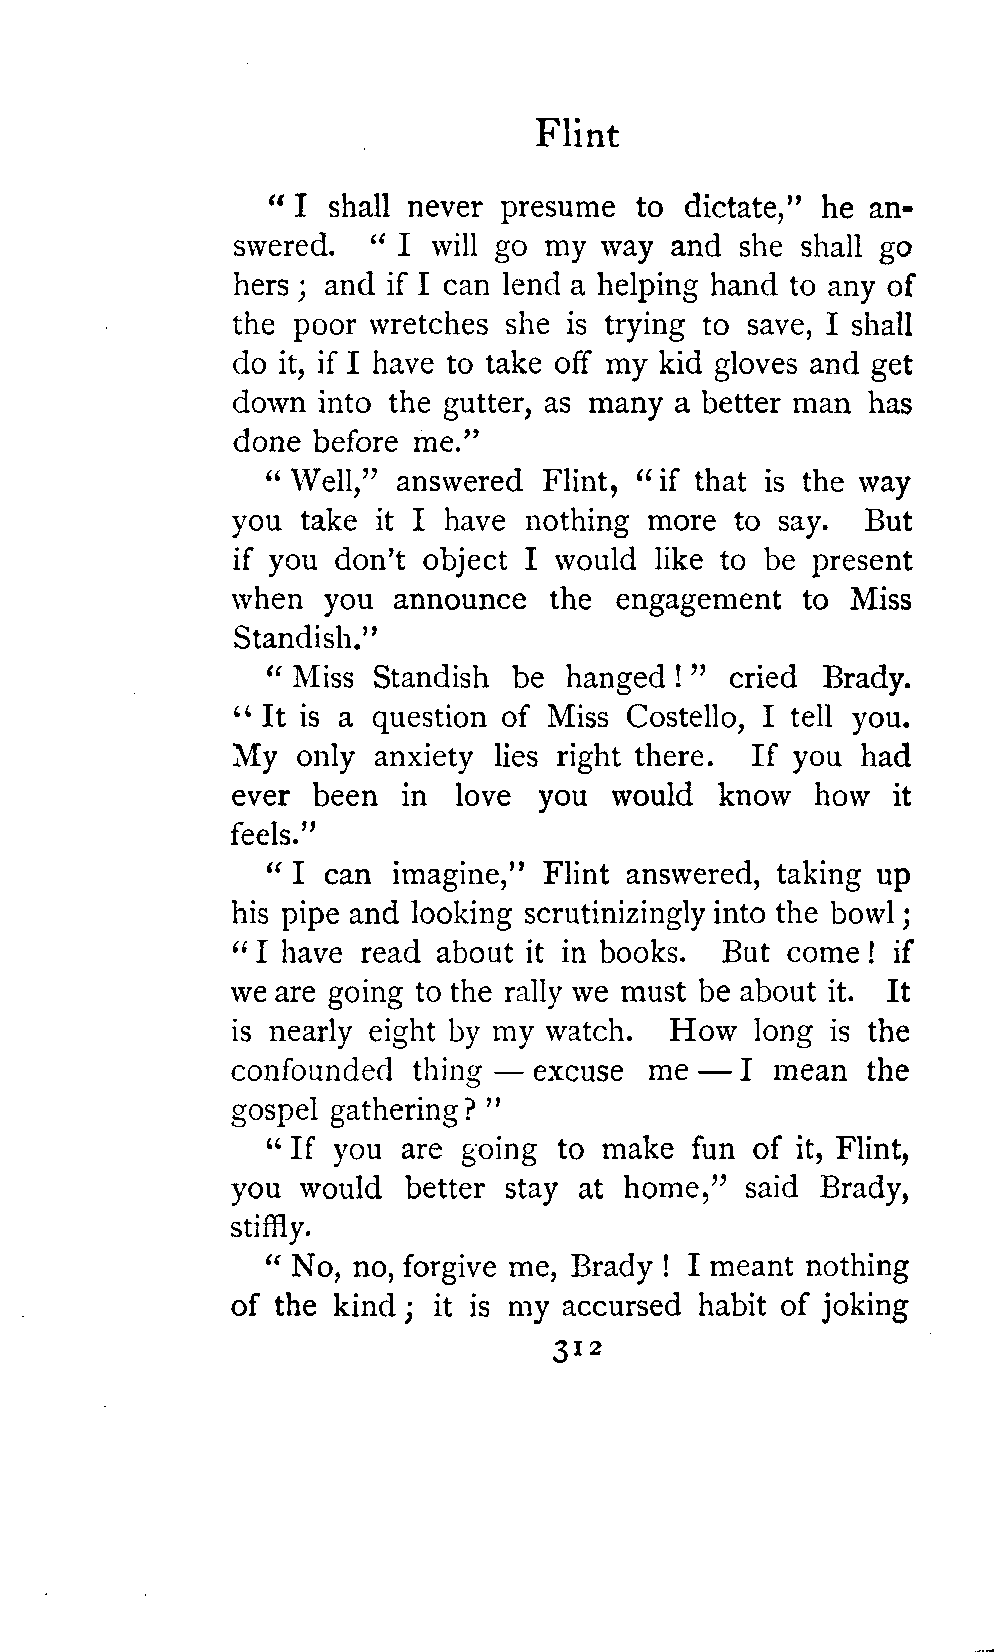 Flint
" I shall never presume to dictate," he an-
swered. " I will go my way and she shall go
hers ; and if I can lend a helping hand to any of
the poor wretches she is trying to save, I shall
do it, if I have to take off my kid gloves and get
down into the gutter, as many a better man has
done before me."
" Well," answered Flint, " if that is the way
you take it I have nothing more to say. But
if you don't object I would like to be present
when you announce the engagement to Miss
Standish."
" Miss Standish be hanged ! " cried Brady.
" It is a question of Miss Costello, I tell you.
My only anxiety lies right there. If you had
ever been in love you would know how it
feels."
" I can imagine," Flint answered, taking up
his pipe and looking scrutinizingly into the bowl ;
" I have read about it in books. But come ! if
we are going to the rally we must be about it. It
is nearly eight by my watch. How long is the
confounded thing — excuse me — I mean the
gospel gathering ? "
" If you are going to make fun of it, Flint,
you would better stay at home," said Brady,
stiffly.
" No, no, forgive me, Brady ! I meant nothing
of the kind ; it is my accursed habit of joking
312